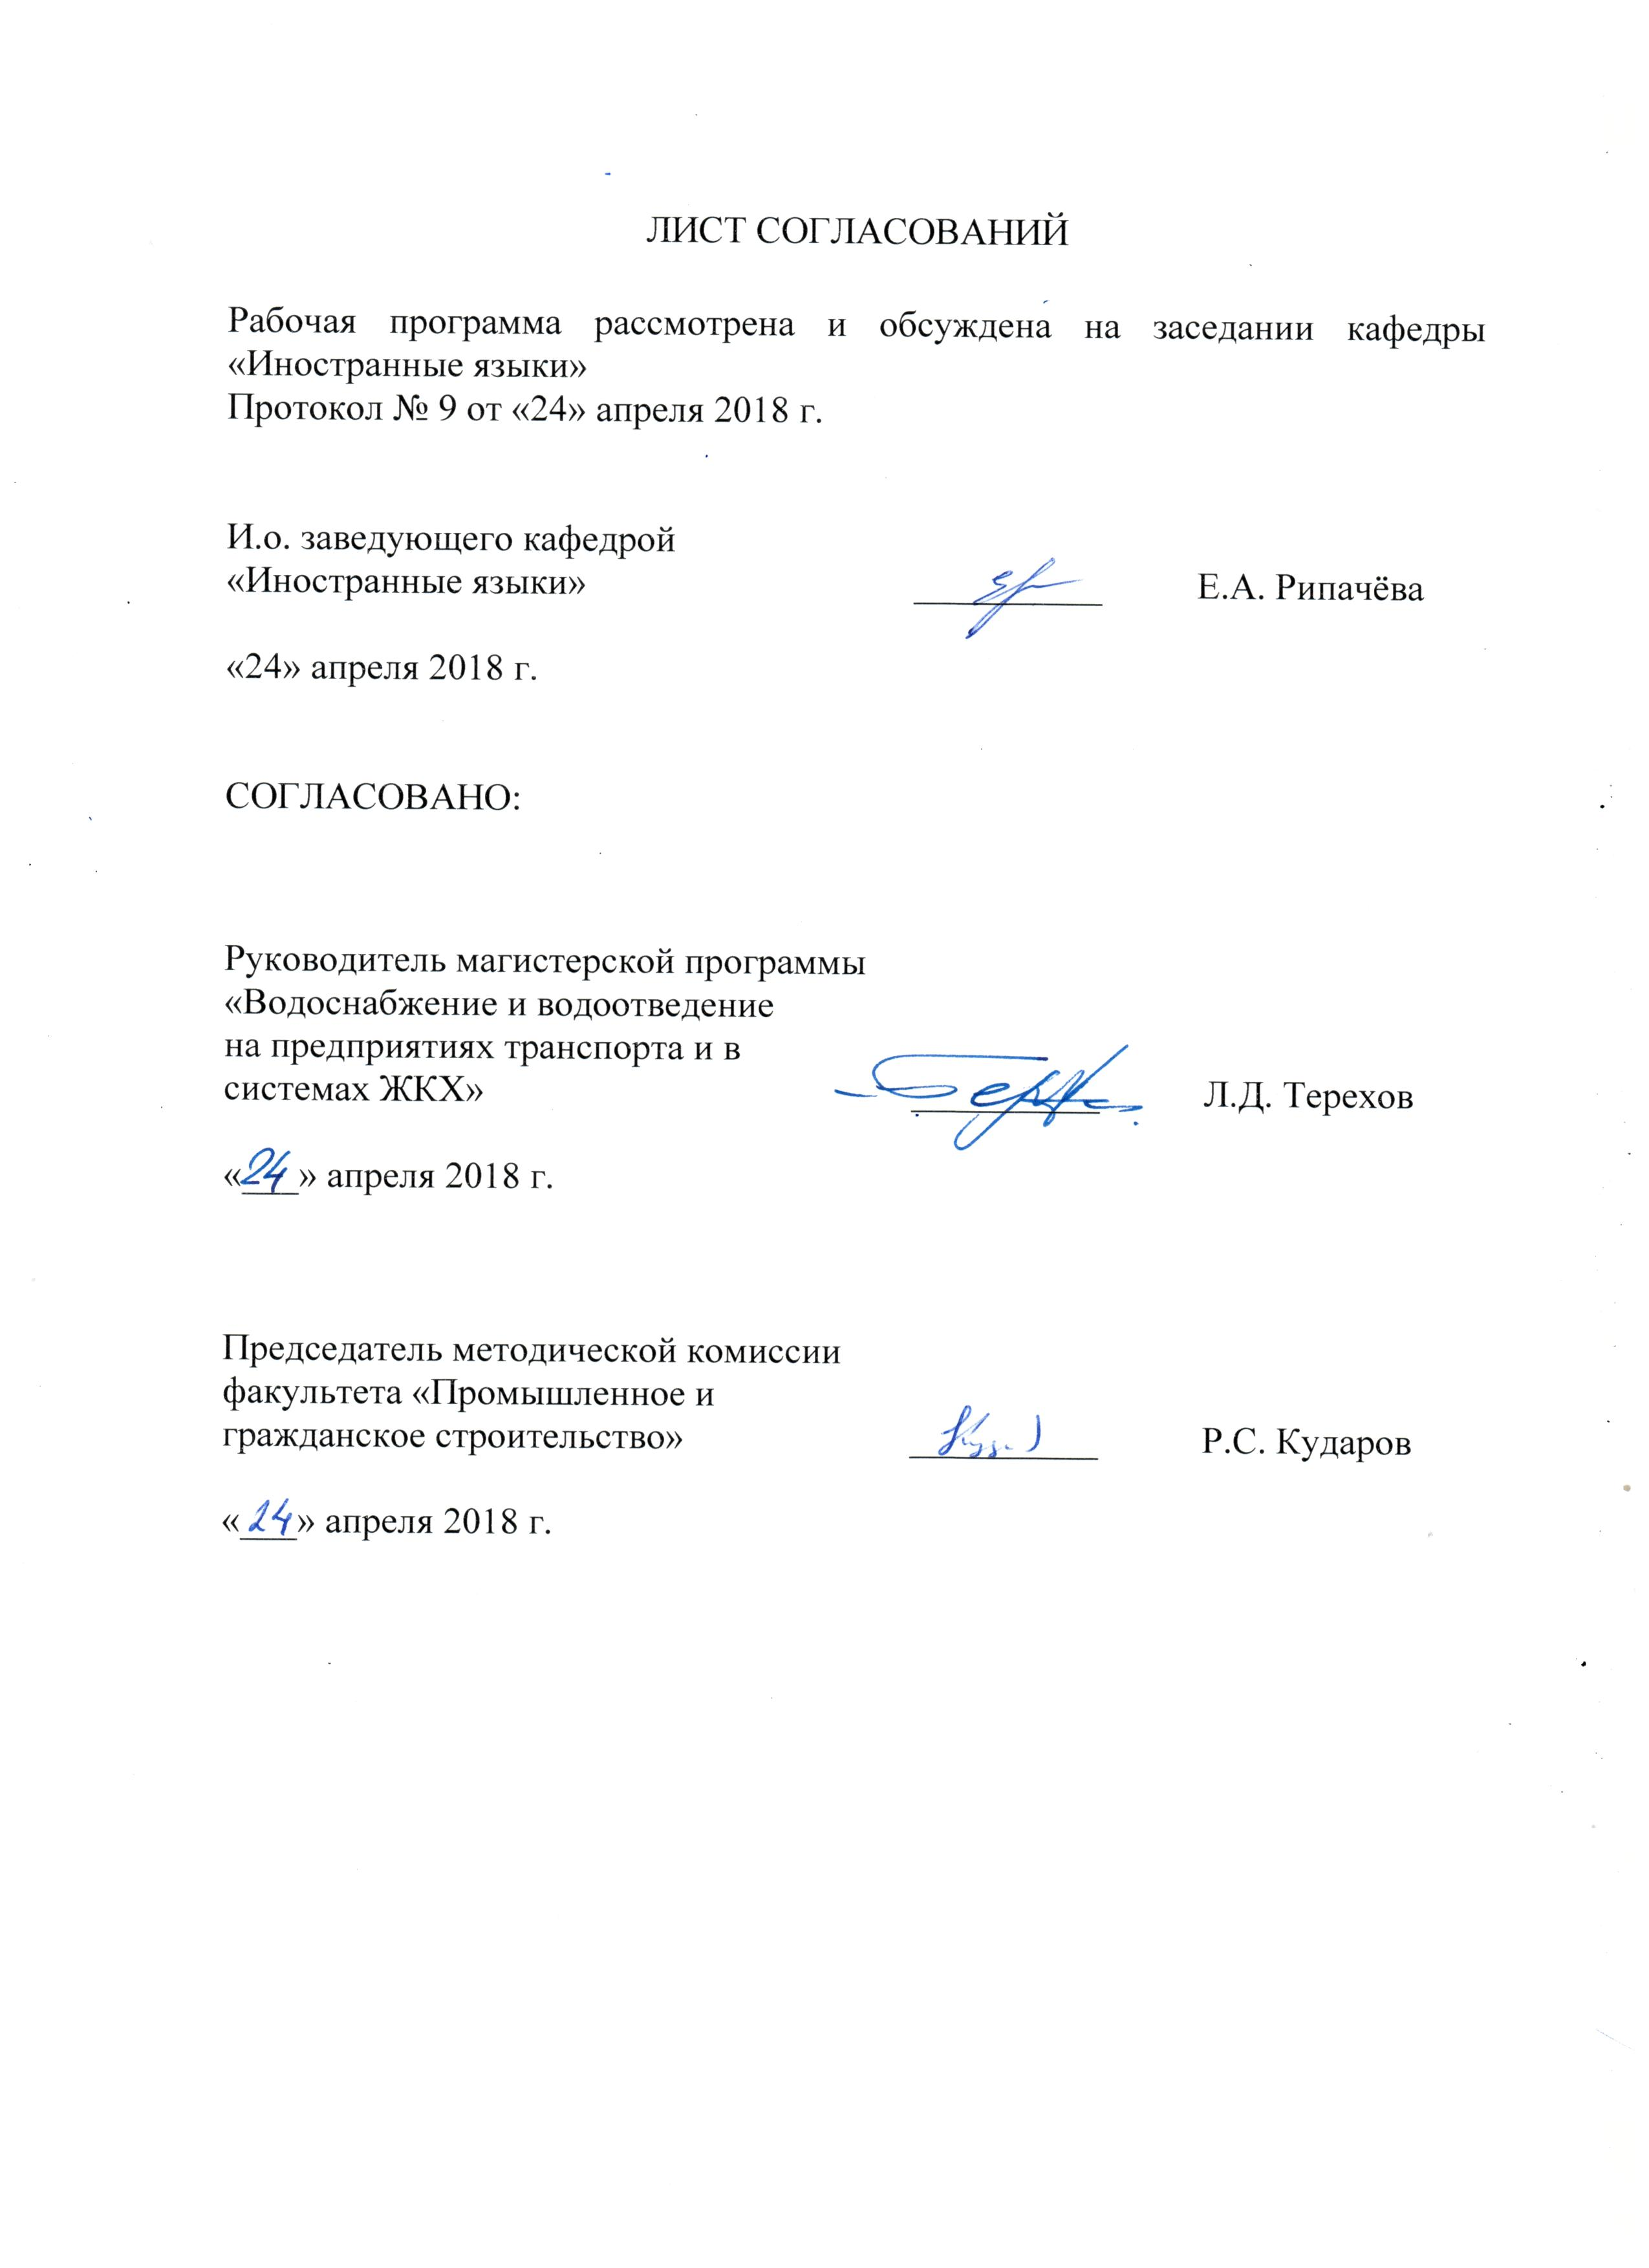 ЛИСТ СОГЛАСОВАНИЙ
Рабочая программа рассмотрена и обсуждена на заседании кафедры
«Иностранные языки»
Протокол № 9 от «24» апреля 2018 г.
И.о. заведующего кафедрой
«Иностранные языки» Е.А. Рипачёва
«24» апреля 2018 г.
СОГЛАСОВАНО:
Руководитель магистерской программы
«Водоснабжение и водоотведение
на предприятиях транспорта и в
системах ЖКХ» Л.Д. Терехов
«24» апреля 2018 г.
Председатель методической комиссии
факультета «Промышленное и
гражданское строительство» Р.С. Кударов
«24» апреля 2018 г.